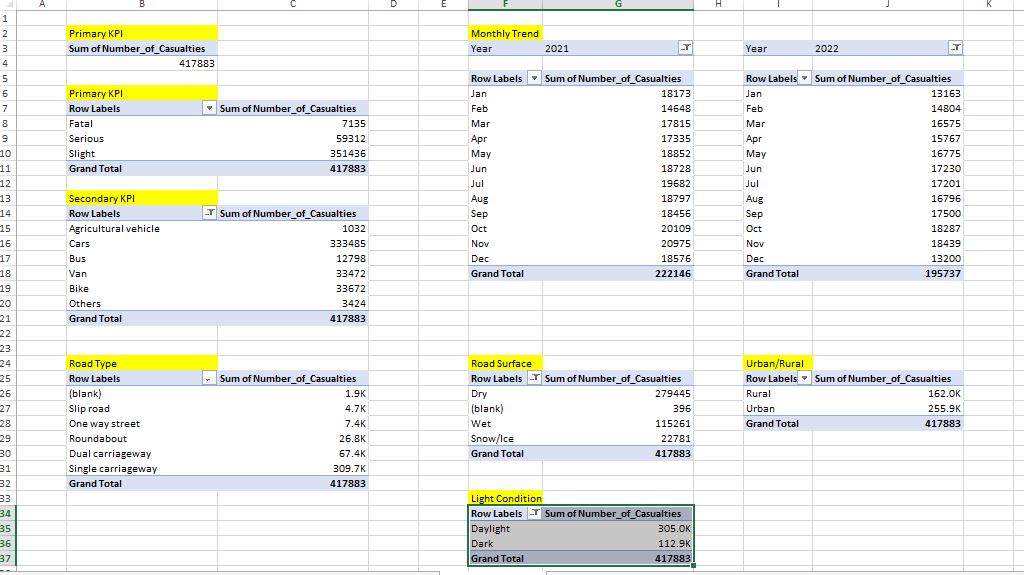 A B C D E F G H I J K
1
2 Primary KPI Monthly Trend
3 Sum of Number_of_Casualties Year 2021 Year 2022
4 417883
5 Row Labels Sum of Number_of_Casualties Row Labels Sum of Number_of_Casualties
6 Primary KPI Jan 18173 Jan 13163
7 Row Labels Sum of Number_of_Casualties Feb 14648 Feb 14804
8 Fatal 7135 Mar 17815 Mar 16575
9 Serious 59312 Apr 17335 Apr 15767
10 Slight 351436 May 18852 May 16775
11 Grand Total 417883 Jun 18728 Jun 17230
12 Jul 19682 Jul 17201
13 Secondary KPI Aug 18797 Aug 16796
14 Row Labels Sum of Number_of_Casualties Sep 18456 Sep 17500
15 Agricultural vehicle 1032 Oct 20109 Oct 18287
16 Cars 333485 Nov 20975 Nov 18439
17 Bus 12798 Dec 18576 Dec 13200
18 Van 33472 Grand Total 222146 Grand Total 195737
19 Bike 33672
20 Others 3424
21 Grand Total 417883
22
23
24 Road Type Road Surface Urban/Rural
25 Row Labels Sum of Number_of_Casualties Row Labels Sum of Number_of_Casualties Row Labels Sum of Number_of_Casualties
26 (blank) 1.9K Dry 279445 Rural 162.0K
27 Slip road 4.7K (blank) 396 Urban 255.9K
28 One way street 7.4K Wet 115261 Grand Total 417883
29 Roundabout 26.8K Snow/Ice 22781
30 Dual carriageway 67.4K Grand Total 417883
31 Single carriageway 309.7K
32 Grand Total 417883
33 Light Condition
34 Row Labels Sum of Number_of_Casualties
35 Daylight 305.0K
36 Dark 112.9K
37 Grand Total 417883